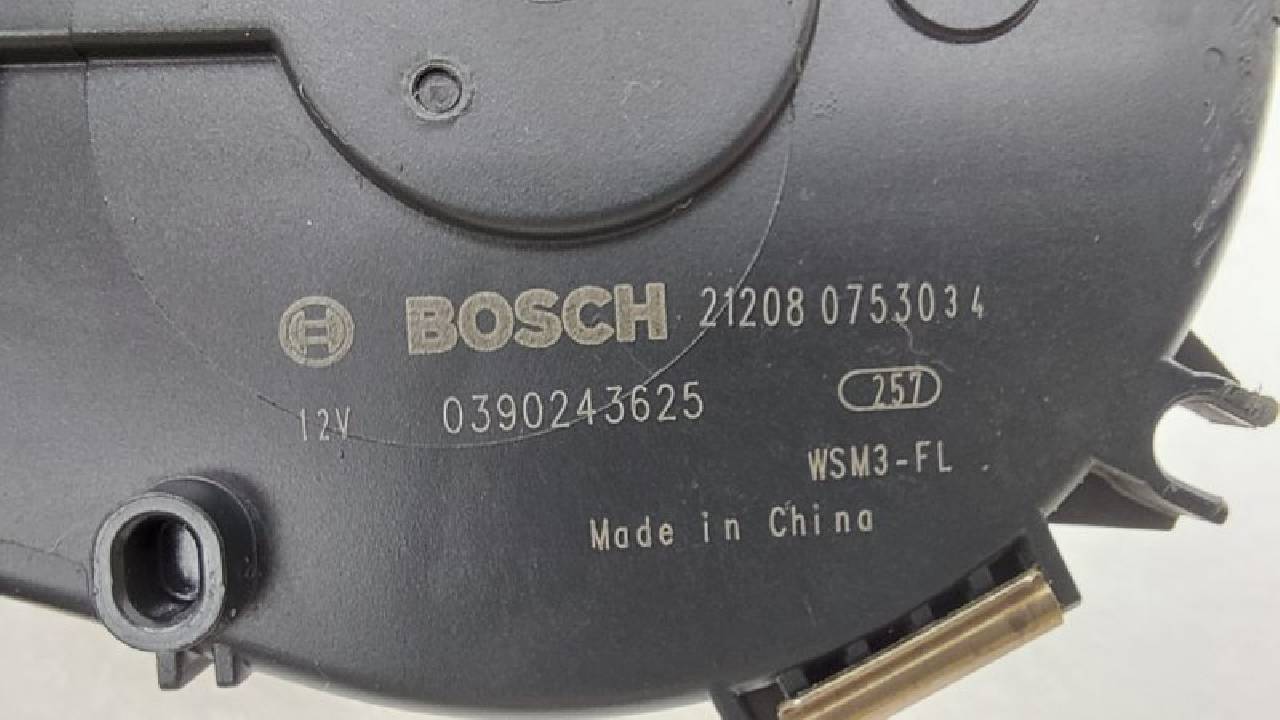 BOSCH 21208 0753034
12V 0390243625 257
WSM3-FL
Made in China